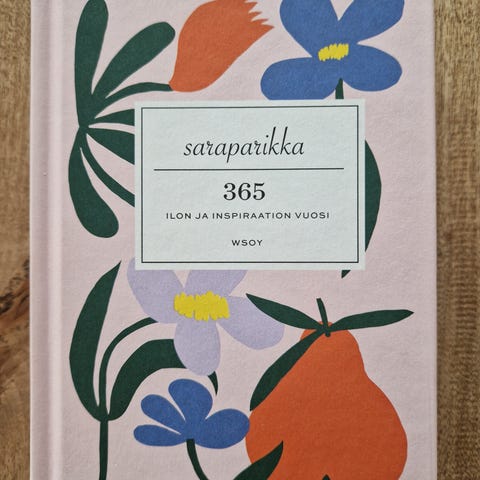 saraparikka
365
ILON JA INSPIRAATION VUOSI
WSOY